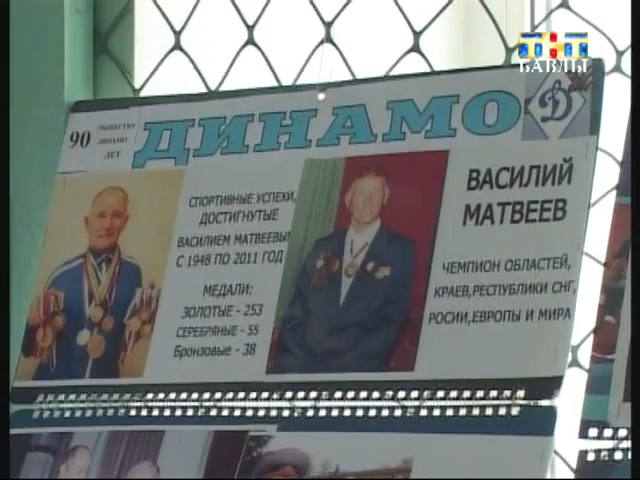 ТНТ
БАВЛЫ
90
ОБЩЕСТВУ
ДИНАМО
ЛЕТ
ДИНАМО
Д
СПОРТИВНЫЕ УСПЕХИ,
ДОСТИГНУТЫЕ
ВАСИЛИЕМ МАТВЕЕВЫМ
С 1948 ПО 2011 ГОД
МЕДАЛИ:
ЗОЛОТЫЕ - 253
СЕРЕБРЯНЫЕ - 55
Бронзовые - 38
ВАСИЛИЙ
МАТВЕЕВ
ЧЕМПИОН ОБЛАСТЕЙ,
КРАЕВ,РЕСПУБЛИКИ СНГ,
РОСИИ,ЕВРОПЫ И МИРА